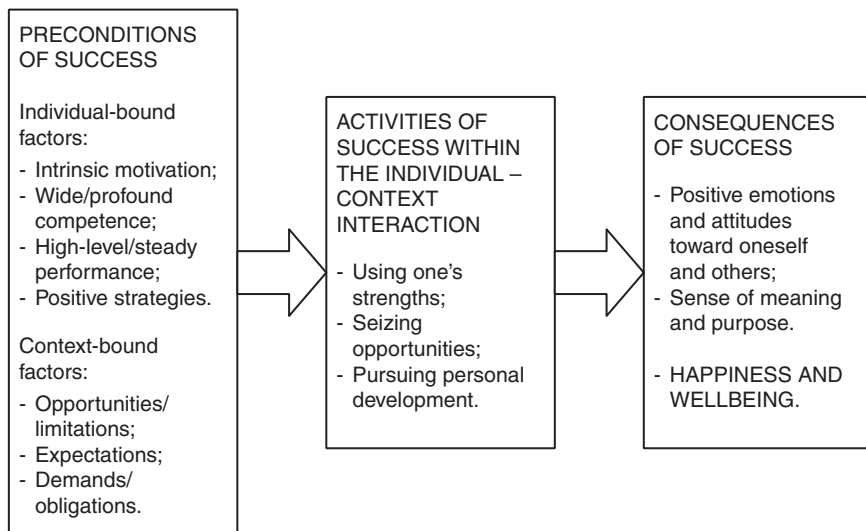 PRECONDITIONS
OF SUCCESS
Individual-bound
factors:
- Intrinsic motivation;
- Wide/profound
competence;
- High-level/steady
performance;
- Positive strategies.
Context-bound
factors:
- Opportunities/
limitations;
- Expectations;
- Demands/
obligations.
ACTIVITIES OF
SUCCESS WITHIN
THE INDIVIDUAL –
CONTEXT
INTERACTION
- Using one's
strengths;
- Seizing
opportunities;
- Pursuing personal
development.
CONSEQUENCES
OF SUCCESS
- Positive emotions
and attitudes
toward oneself
and others;
- Sense of meaning
and purpose.
- HAPPINESS AND
WELLBEING.